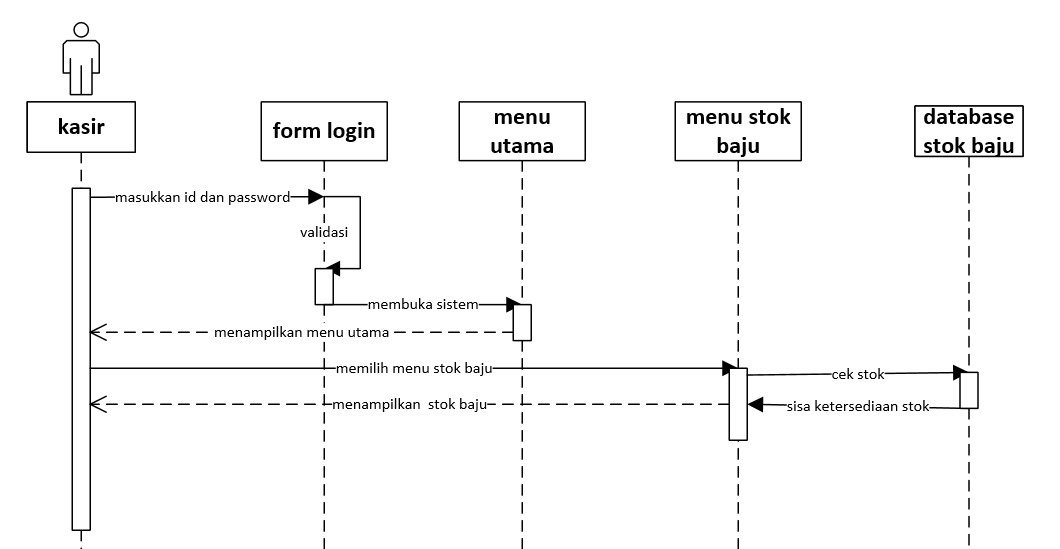 kasir
form login
menu
utama
menu stok
baju
database
stok baju
masukkan id dan password
validasi
membuka sistem
menampilkan menu utama
memilih menu stok baju
cek stok
menampilkan  stok baju
sisa ketersediaan stok